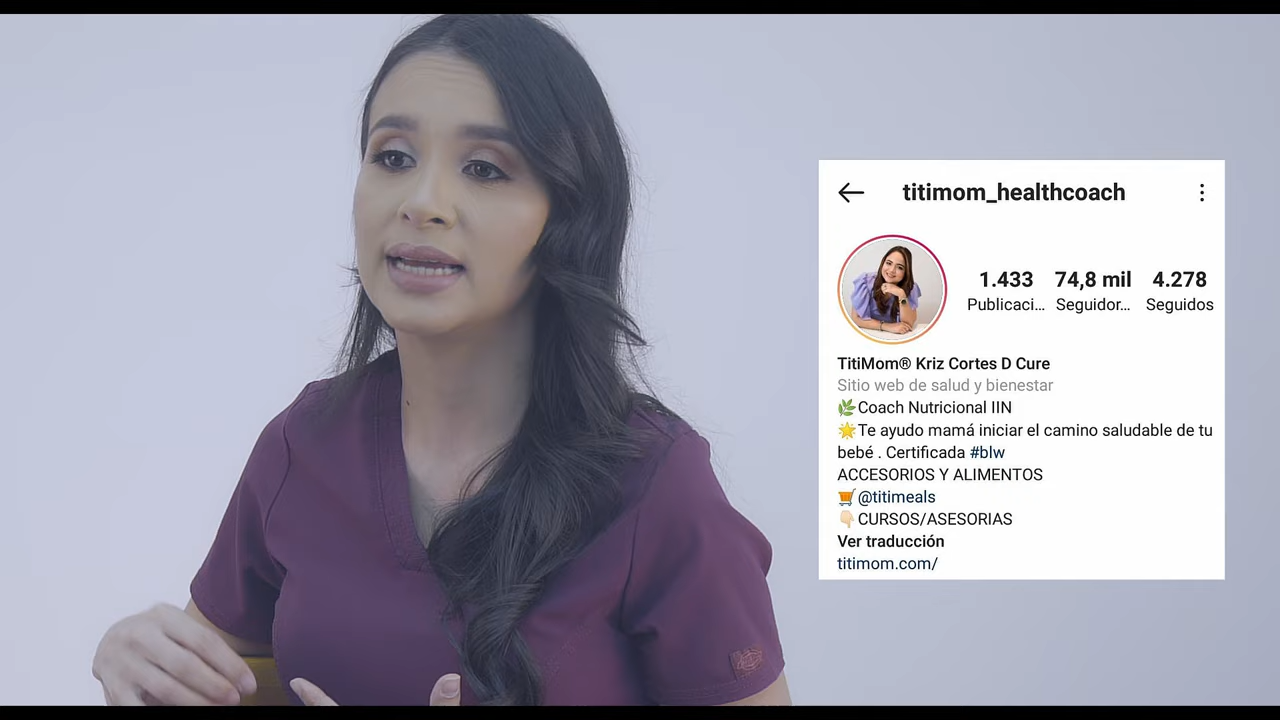 titimom_healthcoach
1.433 74,8 mil 4.278
Publicaci... Seguidor... Seguidos
TitiMom® Kriz Cortes D Cure
Sitio web de salud y bienestar
🌿Coach Nutricional IIN
🌟Te ayudo mamá iniciar el camino saludable de tu
bebé . Certificada #blw
ACCESORIOS Y ALIMENTOS
🛒@titimeals
👇🏻CURSOS/ASESORIAS
Ver traducción
titimom.com/